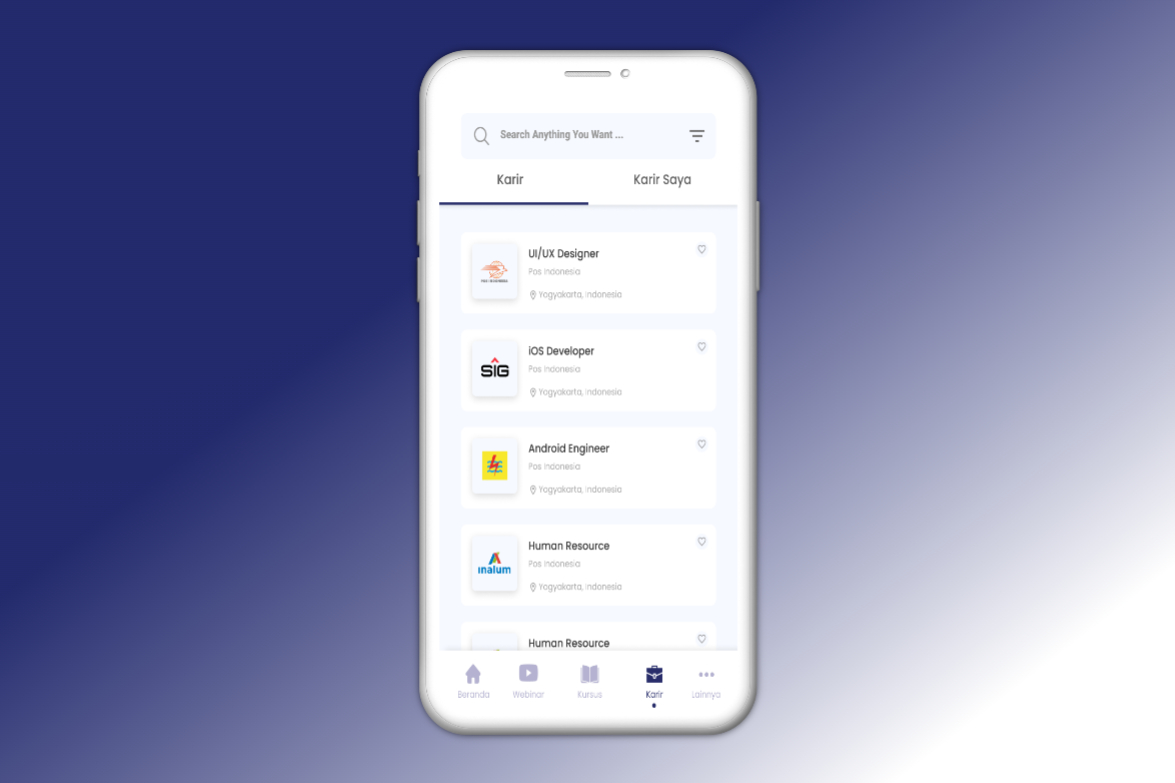 Search Anything You Want ...
Karir
Karir Saya
UI/UX Designer
Pos Indonesia
Yogyakarta, Indonesia
SIG
iOS Developer
Pos Indonesia
Yogyakarta, Indonesia
Android Engineer
Pos Indonesia
Yogyakarta, Indonesia
inalum
Human Resource
Pos Indonesia
Yogyakarta, Indonesia
Human Resource
Beranda
Webinar
Kursus
Karir
Lainnya